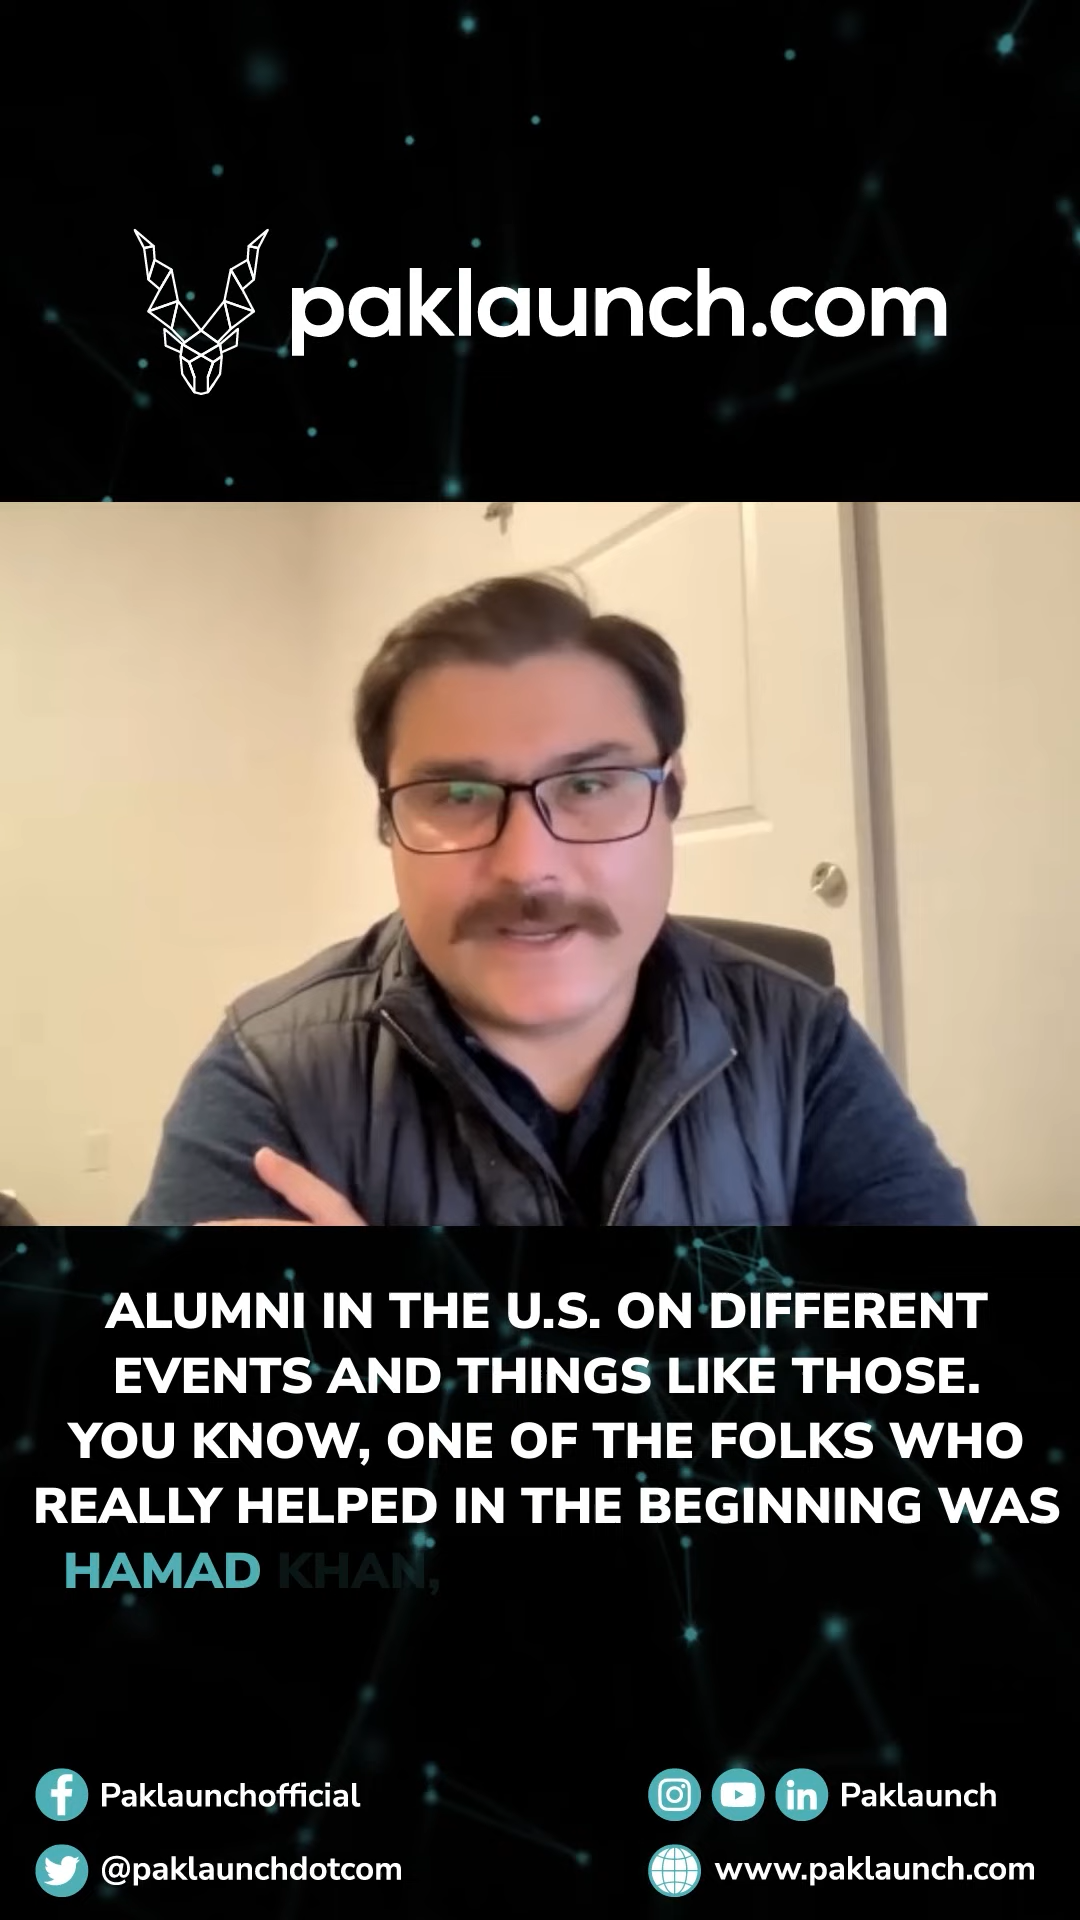 paklaunch.com
ALUMNI IN THE U.S. ON DIFFERENT
EVENTS AND THINGS LIKE THOSE.
YOU KNOW, ONE OF THE FOLKS WHO
REALLY HELPED IN THE BEGINNING WAS
HAMAD KHAN,
Paklaunchofficial
Paklaunch
@paklaunchdotcom
www.paklaunch.com